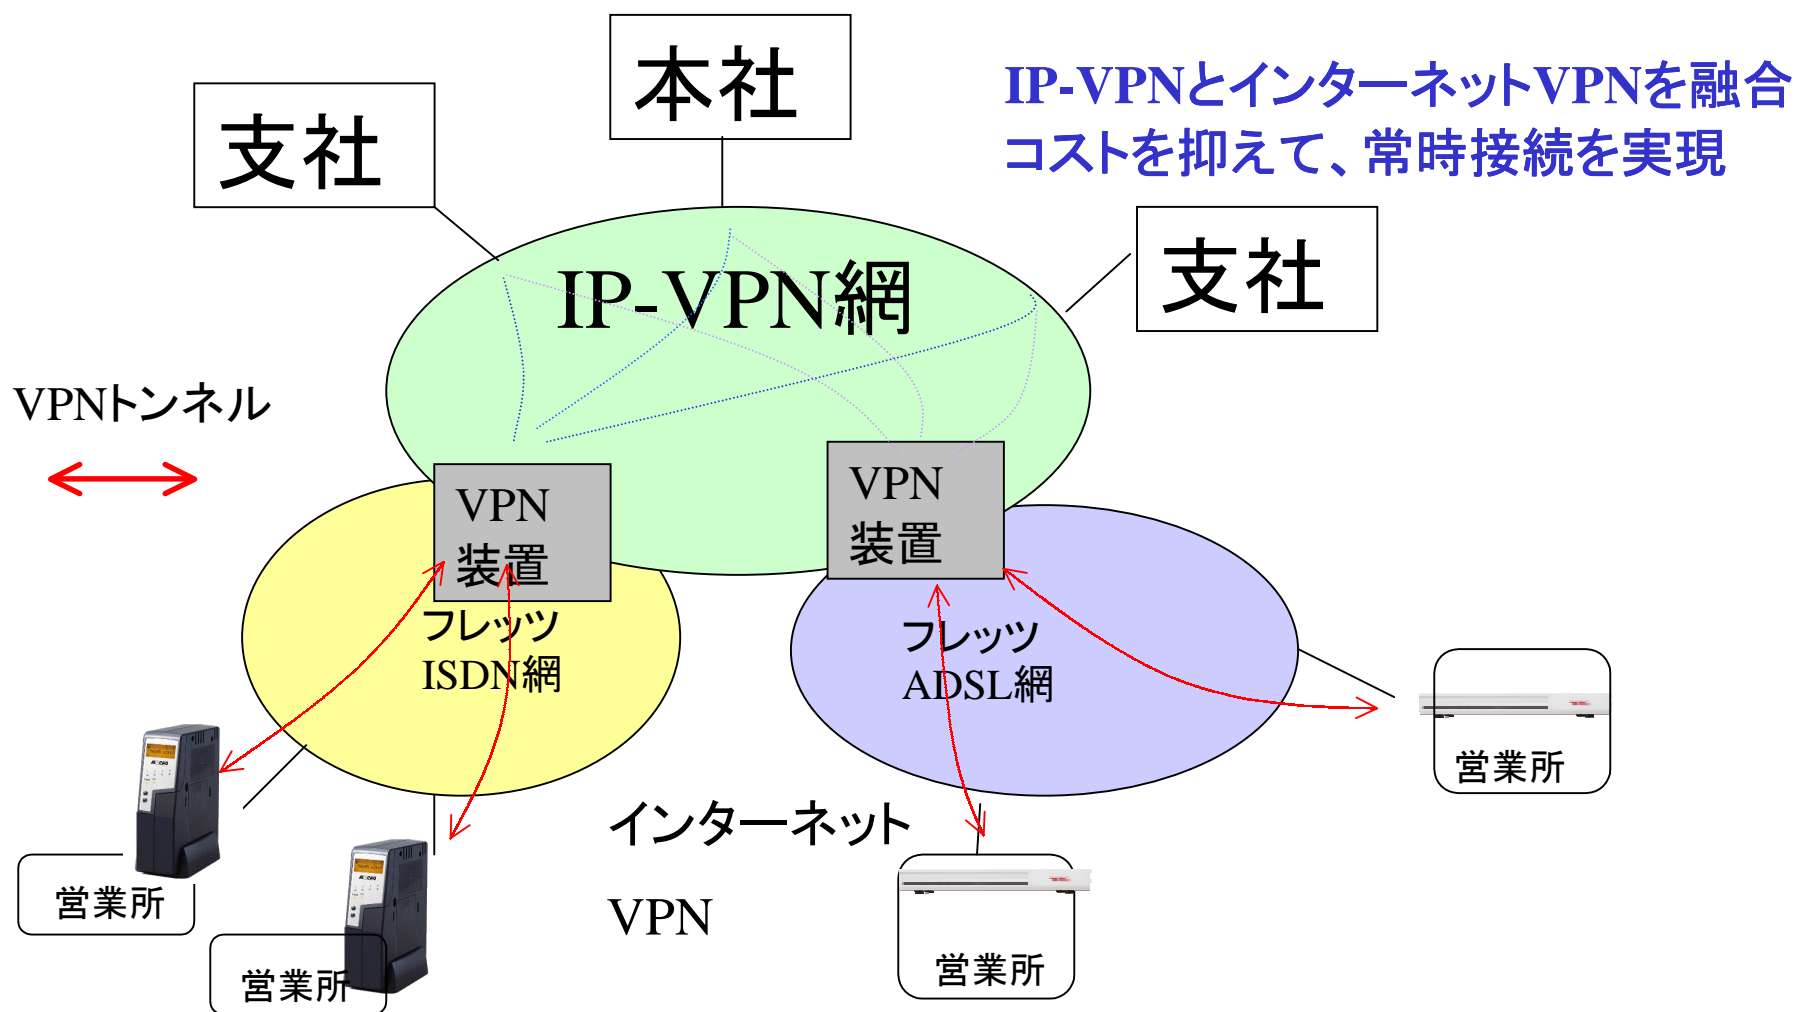 本社
IP-VPNとインターネットVPNを融合
コストを抑えて、常時接続を実現
支社
支社
IP-VPN網
VPNトンネル
VPN
装置
VPN
装置
フレッツ
ISDN網
フレッツ
ADSL網
営業所
インターネット
VPN
営業所
営業所
営業所